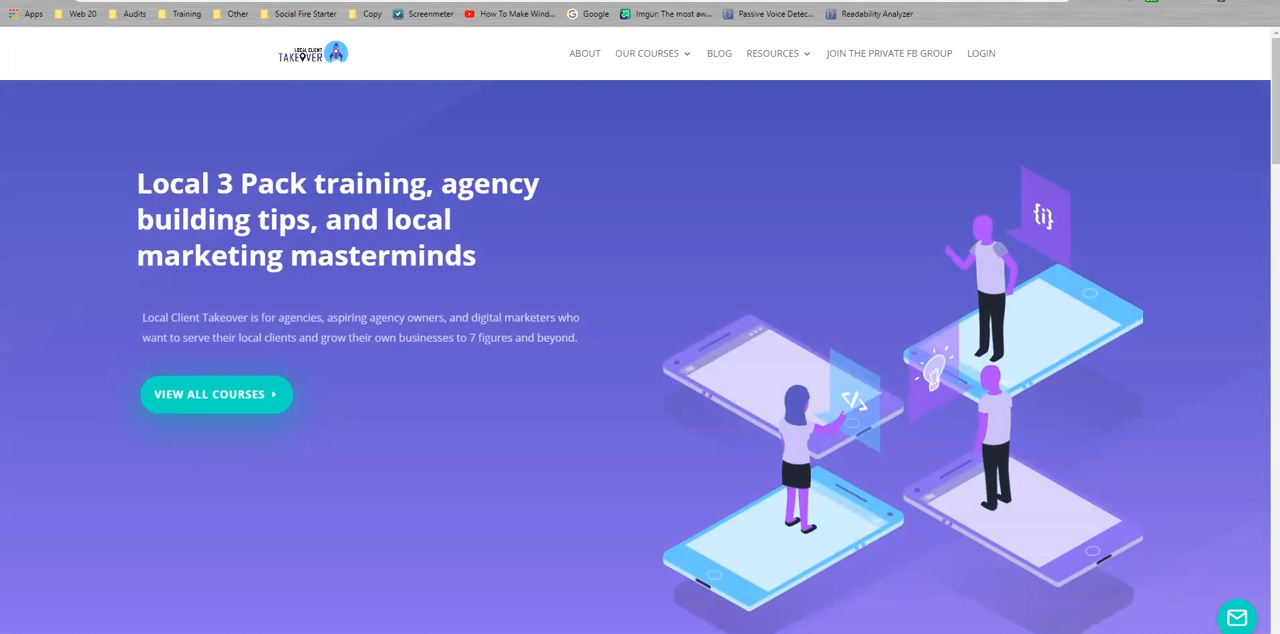 Apps Web 20 Audits Training Other Social Fire Starter Copy Screenmeter How To Make Wind... Google Imgur: The most aw... Passive Voice Detec... Readability Analyzer
LOCAL CLIENT
TAKEOVER
ABOUT OUR COURSES BLOG RESOURCES JOIN THE PRIVATE FB GROUP LOGIN
Local 3 Pack training, agency
building tips, and local
marketing masterminds
Local Client Takeover is for agencies, aspiring agency owners, and digital marketers who
want to serve their local clients and grow their own businesses to 7 figures and beyond.
VIEW ALL COURSES
{i}
</>